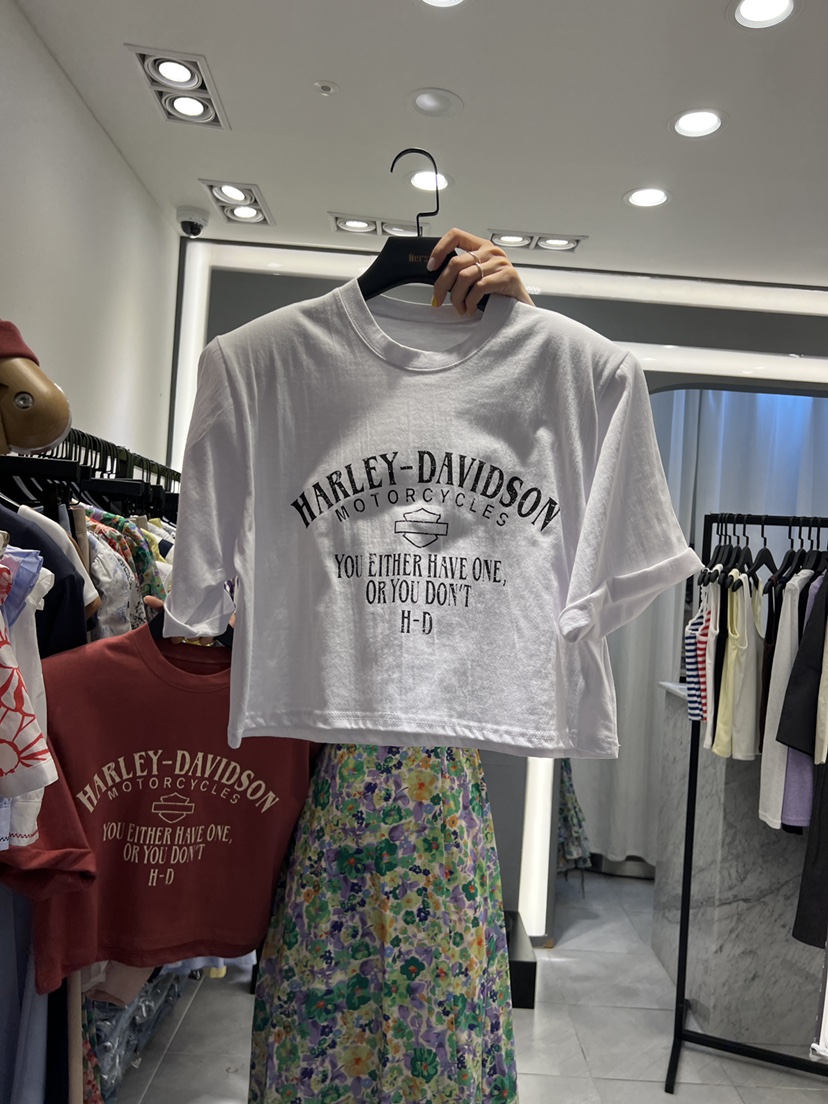 HARLEY-DAVIDSON
MOTORCYCLES
YOU EITHER HAVE ONE,
OR YOU DON'T
H-D
HARLEY-DAVIDSON
MOTORCYCLES
YOU EITHER HAVE ONE,
OR YOU DON'T
H-D